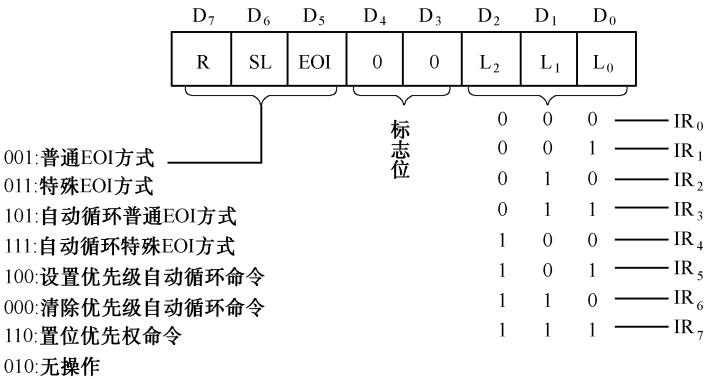 D7 D6 D5 D4 D3 D2 D1 D0
R SL EOI 0 0 L2 L1 L0
标志位
0 0 0 IR0
0 0 1 IR1
0 1 0 IR2
0 1 1 IR3
1 0 0 IR4
1 0 1 IR5
1 1 0 IR6
1 1 1 IR7
001:普通EOI方式
011:特殊EOI方式
101:自动循环普通EOI方式
111:自动循环特殊EOI方式
100:设置优先级自动循环命令
000:清除优先级自动循环命令
110:置位优先权命令
010:无操作